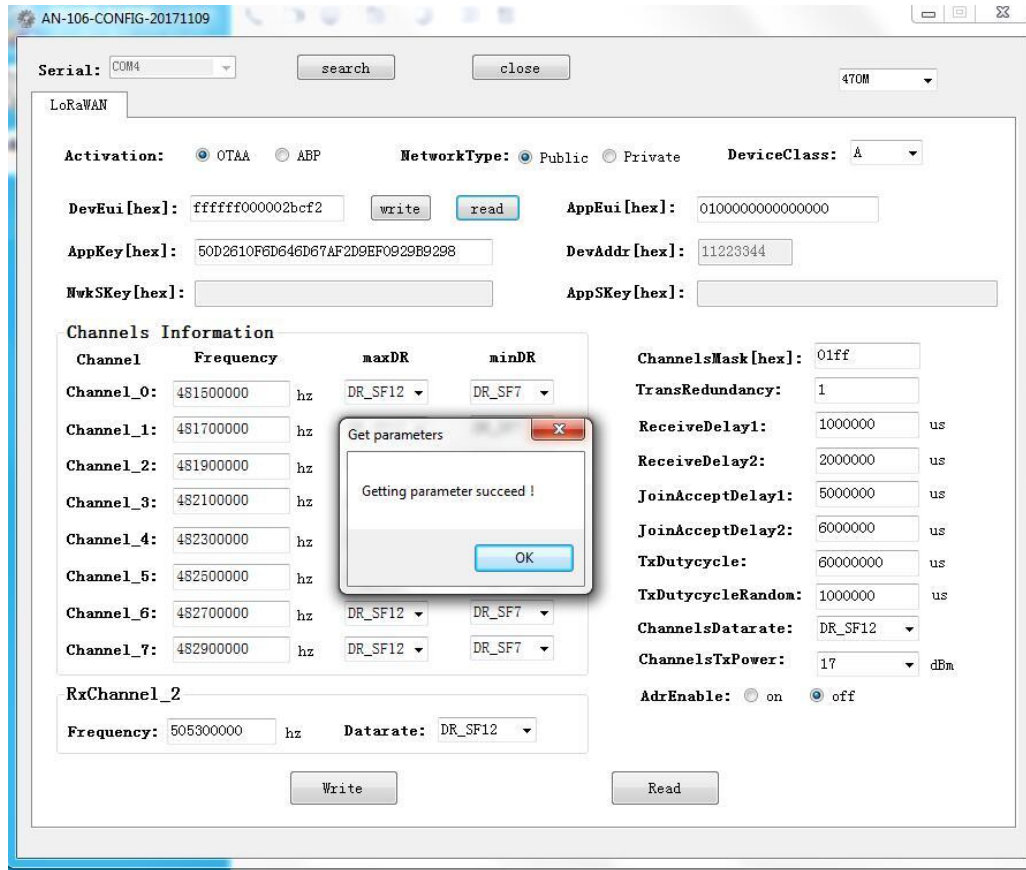 AN-106-CONFIG-20171109
Serial: COM4 search close 470M
LoRaWAN
Activation: OTAA ABP NetworkType: Public Private DeviceClass: A
DevEui[hex]: ffffff000002bcf2 write read AppEui[hex]: 0100000000000000
AppKey[hex]: 50D2610F6D646D67AF2D9EF0929B9298 DevAddr[hex]: 11223344
NwkSKey[hex]: AppSKey[hex]:
Channels Information
Channel Frequency maxDR minDR
Channel_0: 481500000 hz DR_SF12 DR_SF7
Channel_1: 481700000 hz
Channel_2: 481900000 hz
Channel_3: 482100000 hz
Channel_4: 482300000 hz
Channel_5: 482500000 hz
Channel_6: 482700000 hz DR_SF12 DR_SF7
Channel_7: 482900000 hz DR_SF12 DR_SF7
Get parameters
Getting parameter succeed !
OK
ChannelsMask[hex]: 01ff
TransRedundancy: 1
ReceiveDelay1: 1000000 us
ReceiveDelay2: 2000000 us
JoinAcceptDelay1: 5000000 us
JoinAcceptDelay2: 6000000 us
TxDutycycle: 60000000 us
TxDutycycleRandom: 1000000 us
ChannelsDatarate: DR_SF12
ChannelsTxPower: 17 dBm
AdrEnable: on off
RxChannel_2
Frequency: 505300000 hz Datarate: DR_SF12
Write Read